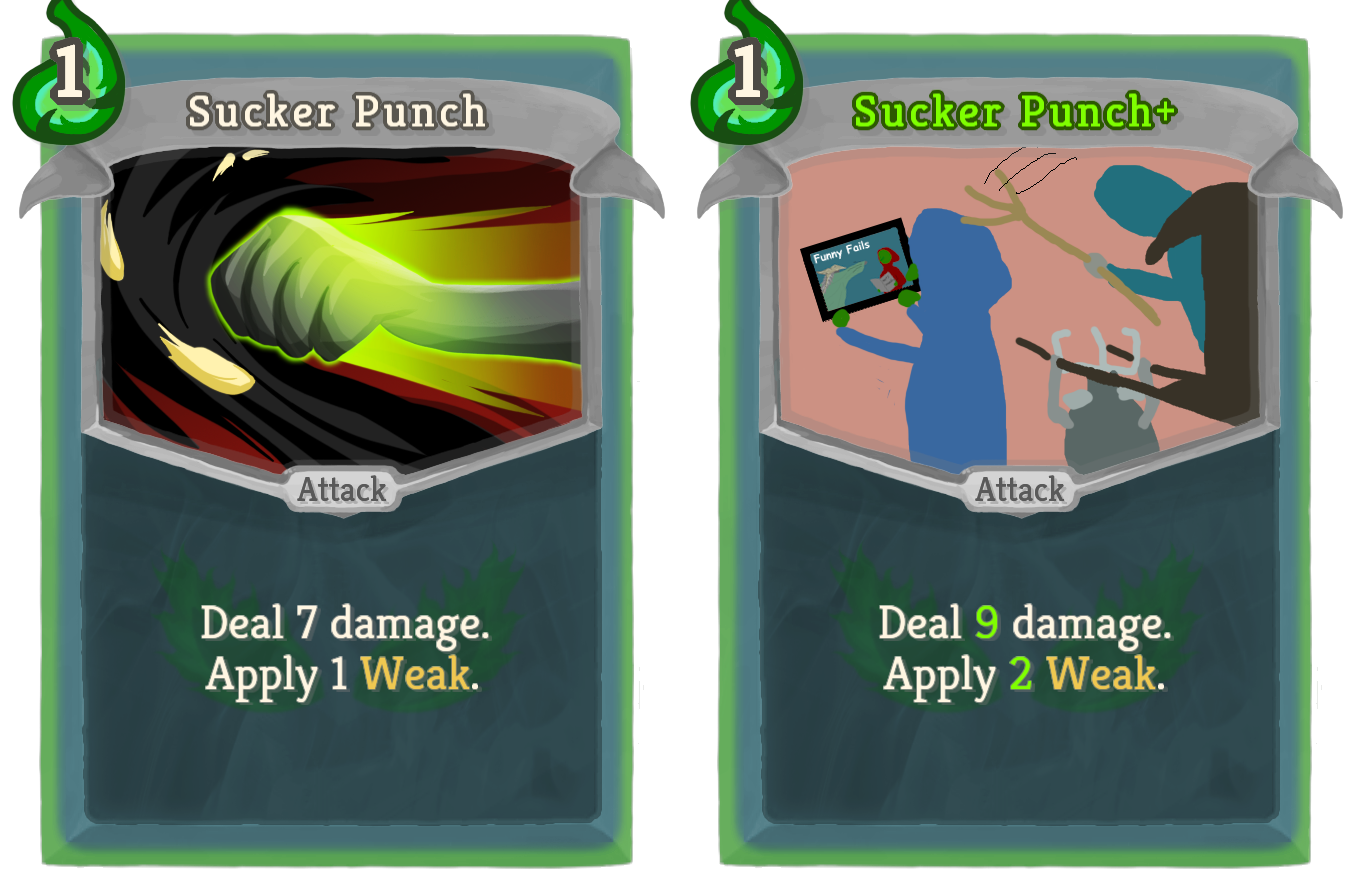 1
Sucker Punch
Attack
Deal 7 damage.
Apply 1 Weak.
1
Sucker Punch+
Funny Fails
Attack
Deal 9 damage.
Apply 2 Weak.